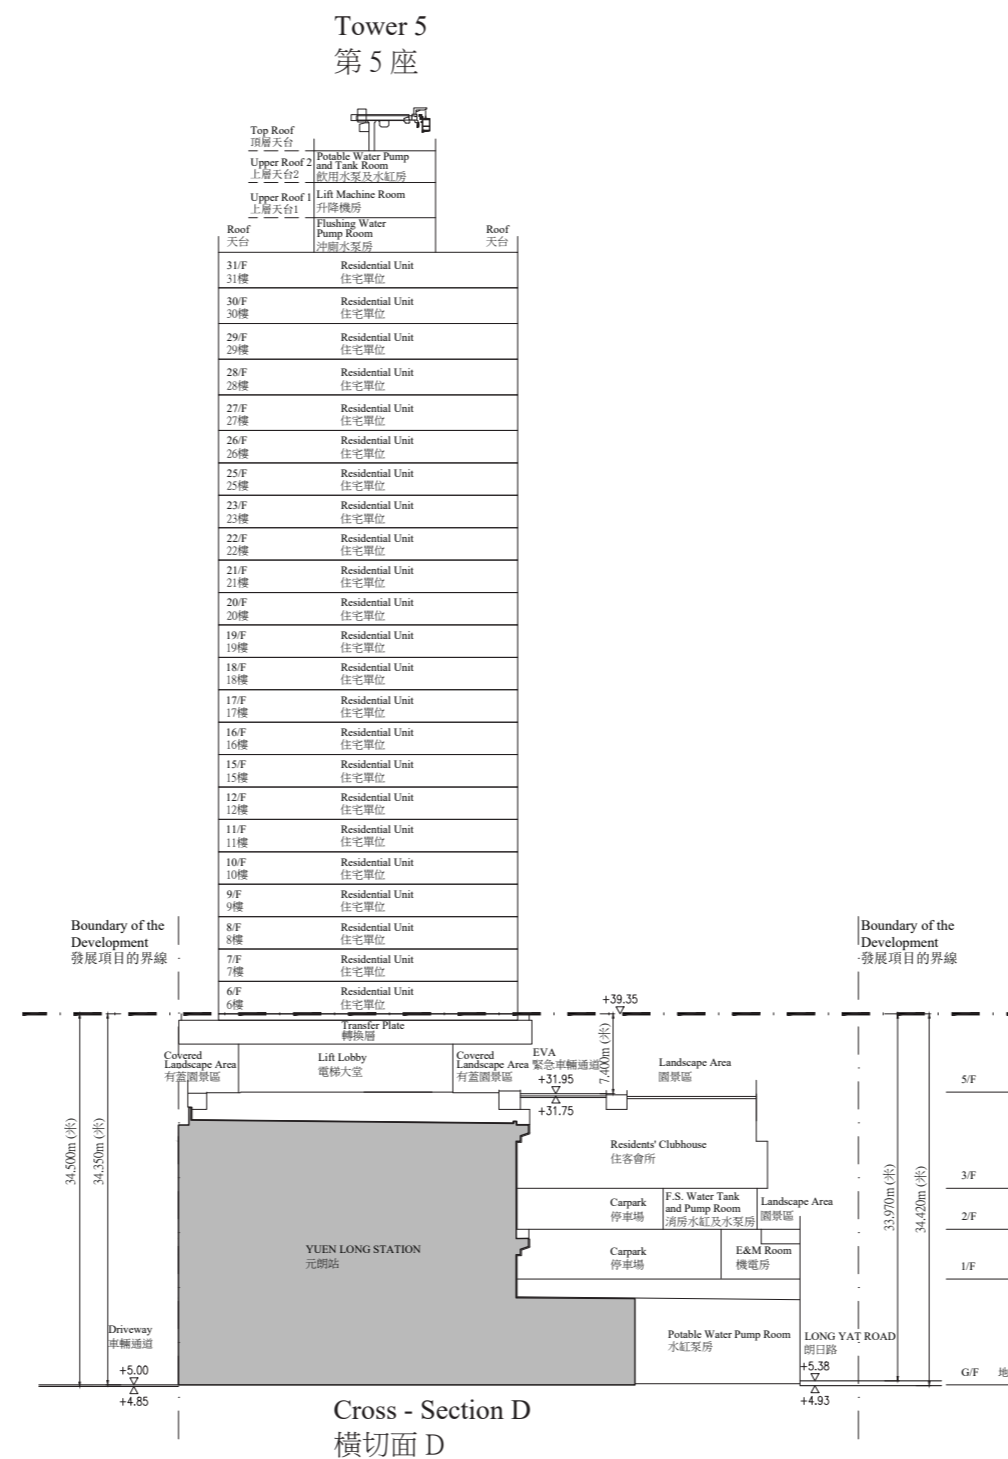 Tower 5
第 5 座
Top Roof
頂層天台
Upper Roof 2
上層天台2
Potable Water Pump
and Tank Room
飲用水泵及水缸房
Upper Roof 1
上層天台1
Lift Machine Room
升降機房
Roof
天台
Flushing Water
Pump Room
沖廁水泵房
Roof
天台
31/F Residential Unit
31樓 住宅單位
30/F Residential Unit
30樓 住宅單位
29/F Residential Unit
29樓 住宅單位
28/F Residential Unit
28樓 住宅單位
27/F Residential Unit
27樓 住宅單位
26/F Residential Unit
26樓 住宅單位
25/F Residential Unit
25樓 住宅單位
23/F Residential Unit
23樓 住宅單位
22/F Residential Unit
22樓 住宅單位
21/F Residential Unit
21樓 住宅單位
20/F Residential Unit
20樓 住宅單位
19/F Residential Unit
19樓 住宅單位
18/F Residential Unit
18樓 住宅單位
17/F Residential Unit
17樓 住宅單位
16/F Residential Unit
16樓 住宅單位
15/F Residential Unit
15樓 住宅單位
12/F Residential Unit
12樓 住宅單位
11/F Residential Unit
11樓 住宅單位
10/F Residential Unit
10樓 住宅單位
9/F Residential Unit
9樓 住宅單位
8/F Residential Unit
8樓 住宅單位
7/F Residential Unit
7樓 住宅單位
6/F Residential Unit
6樓 住宅單位
Boundary of the
Development
發展項目的界線
Boundary of the
Development
發展項目的界線
+39.35
Transfer Plate
轉換層
Covered
Landscape Area
有蓋園景區
Lift Lobby
電梯大堂
Covered
Landscape Area
有蓋園景區
EVA
緊急車輛通道
+31.95
+31.75
7.400m (米)
Landscape Area
園景區
5/F
34.500m (米)
34.350m (米)
Residents' Clubhouse
住客會所
33.970m (米)
34.420m (米)
3/F
Carpark
停車場
F.S. Water Tank
and Pump Room
消房水缸及水泵房
Landscape Area
園景區
2/F
YUEN LONG STATION
元朗站
Carpark
停車場
E&M Room
機電房
1/F
Driveway
車輛通道
+5.00
+4.85
Potable Water Pump Room
水缸泵房
LONG YAT ROAD
朗日路
+5.38
+4.93
G/F 地
Cross - Section D
橫切面 D